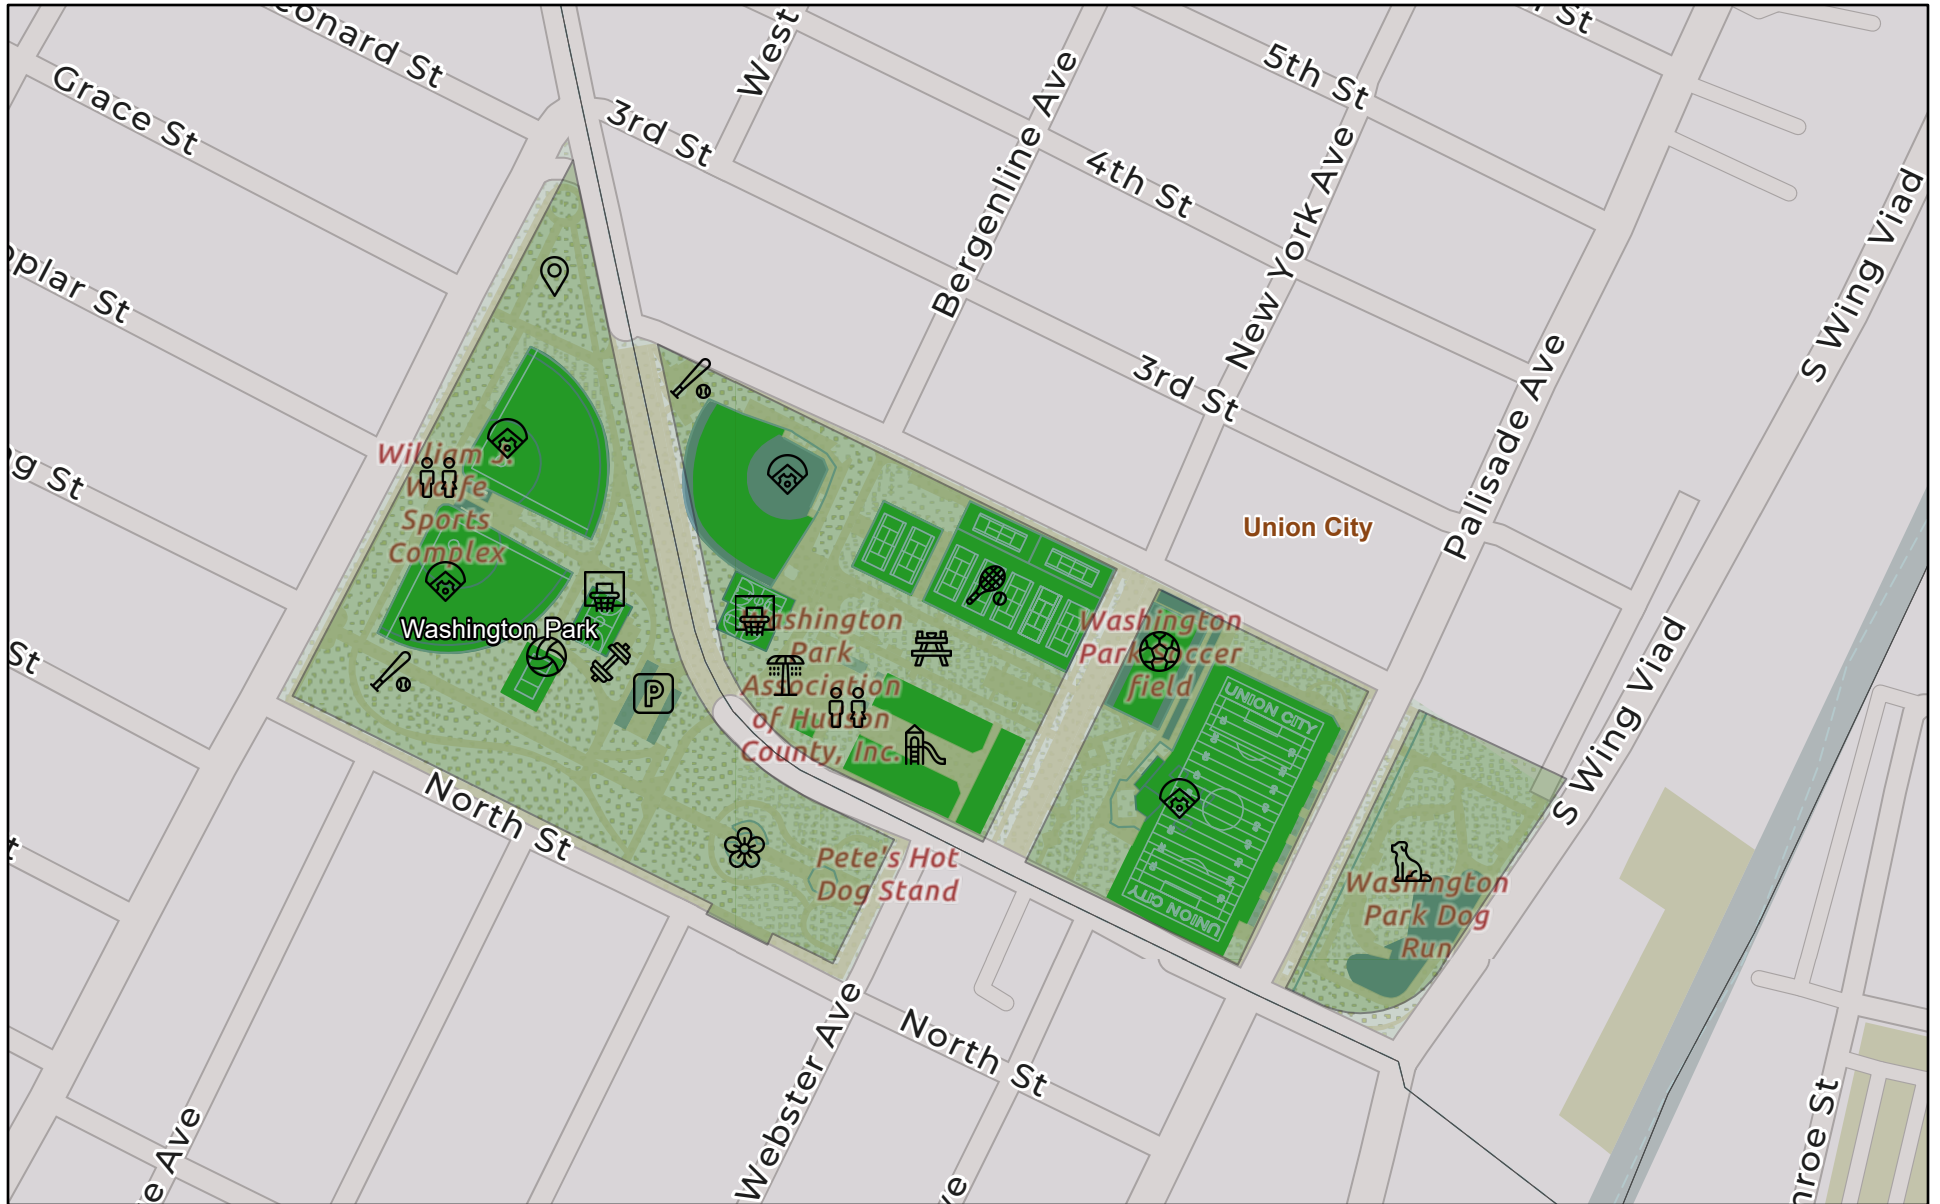 St
West
5th St
Grace St
3rd St
Bergenline Ave
4th St
New York Ave
S Wing Viad
3rd St
Palisade Ave
William J.
Wolfe
Sports
Complex
Union City
St
Washington Park
Washington
Park
Association
of Hudson
County, Inc.
Washington
Park Soccer
field
P
UNION CITY
UNION CITY
S Wing Viad
North St
Pete's Hot
Dog Stand
Washington
Park Dog
Run
North St
Webster Ave
Ave